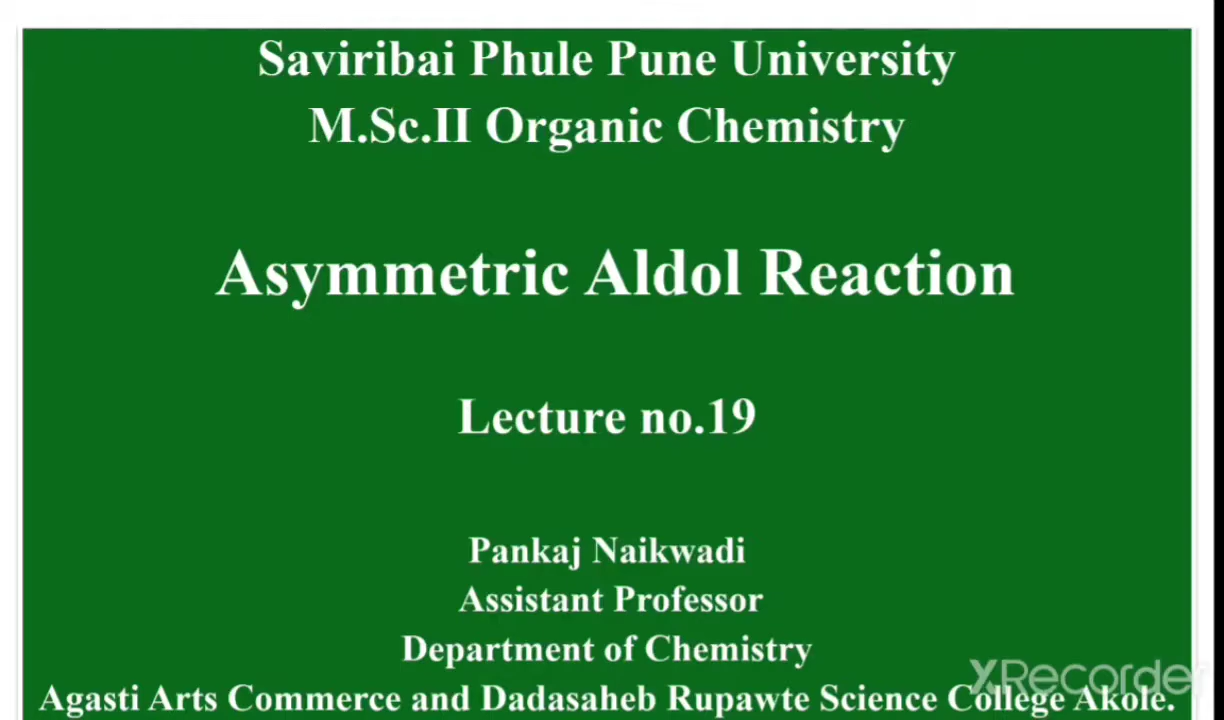 Saviribai Phule Pune University
M.Sc.II Organic Chemistry
Asymmetric Aldol Reaction
Lecture no.19
Pankaj Naikwadi
Assistant Professor
Department of Chemistry
Agasti Arts Commerce and Dadasaheb Rupawte Science College Akole.
XRecorder